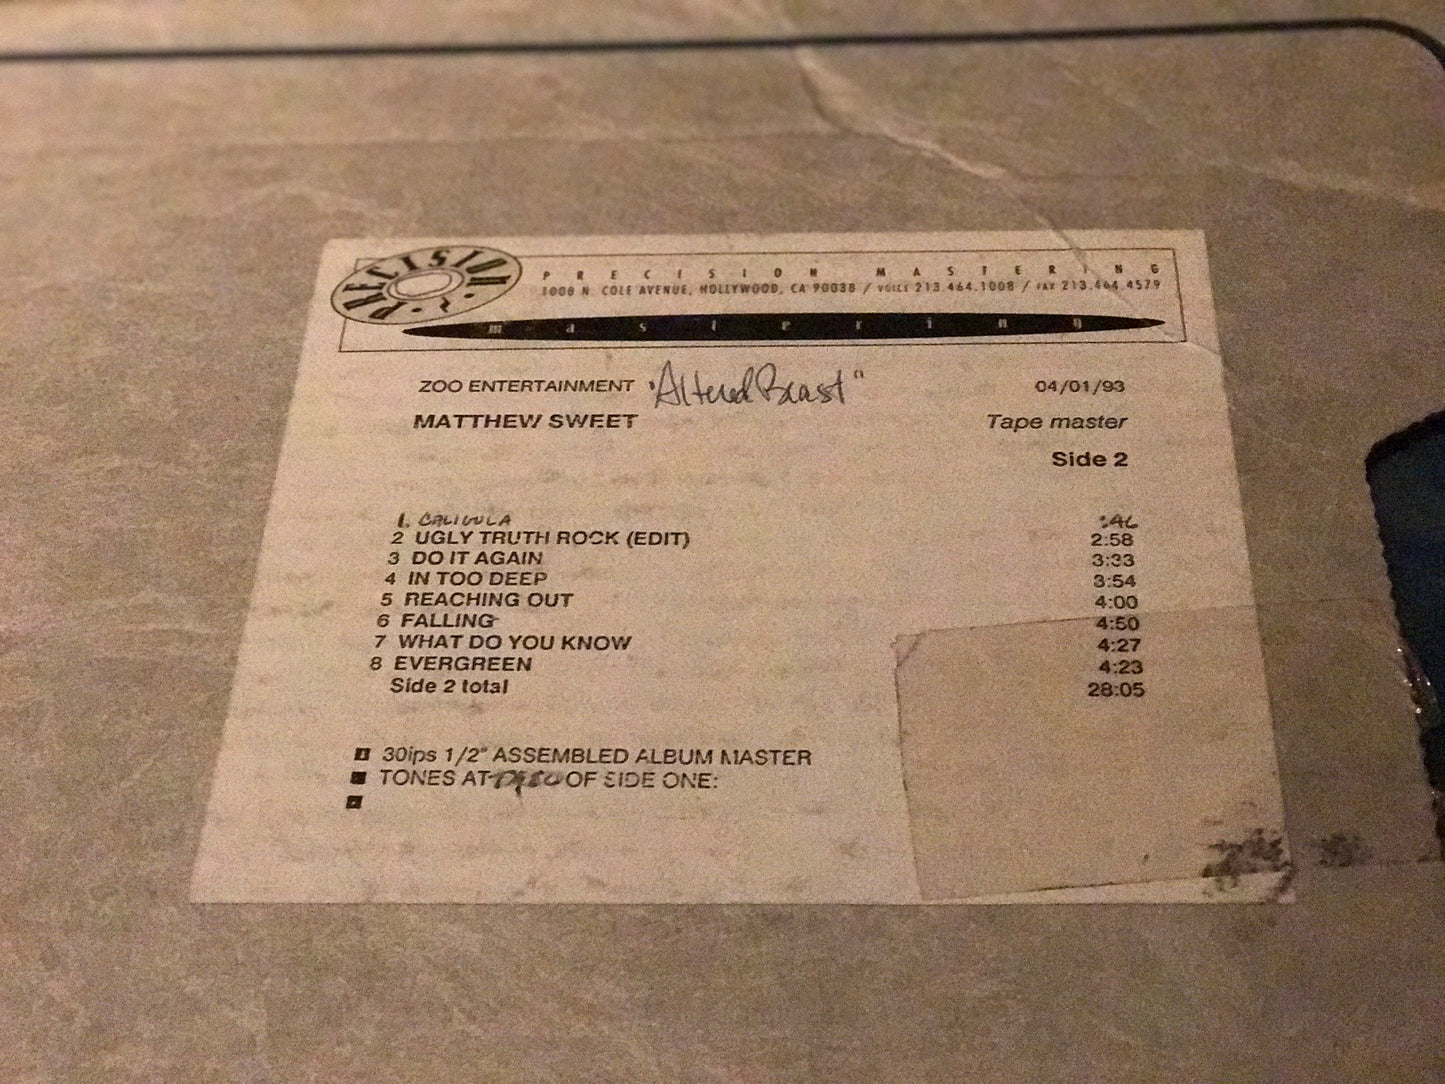 PRECISION
PRECISION MASTERING
1008 N. COLE AVENUE, HOLLYWOOD, CA 90038 / VOICE 213.464.1008 / FAX 213.464.4579
mastering
ZOO ENTERTAINMENT "Altered Beast" 04/01/93
MATTHEW SWEET Tape master
Side 2
1. CALIGULA :46
2 UGLY TRUTH ROCK (EDIT) 2:58
3 DO IT AGAIN 3:33
4 IN TOO DEEP 3:54
5 REACHING OUT 4:00
6 FALLING 4:50
7 WHAT DO YOU KNOW 4:27
8 EVERGREEN 4:23
Side 2 total 28:05
30ips 1/2" ASSEMBLED ALBUM MASTER
TONES AT OF SIDE ONE: